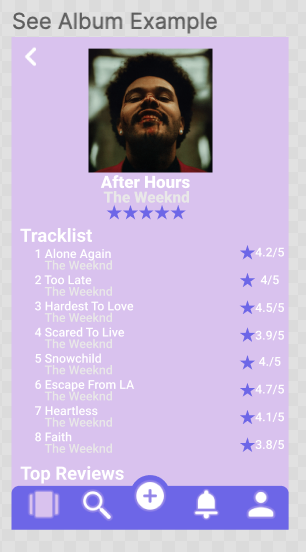 See Album Example
After Hours
The Weeknd
Tracklist
1 Alone Again 4.2/5
The Weeknd
2 Too Late 4/5
The Weeknd
3 Hardest To Love 4.5/5
The Weeknd
4 Scared To Live 3.9/5
The Weeknd
5 Snowchild 4./5
The Weeknd
6 Escape From LA 4.7/5
The Weeknd
7 Heartless 4.1/5
The Weeknd
8 Faith 3.8/5
The Weeknd
Top Reviews